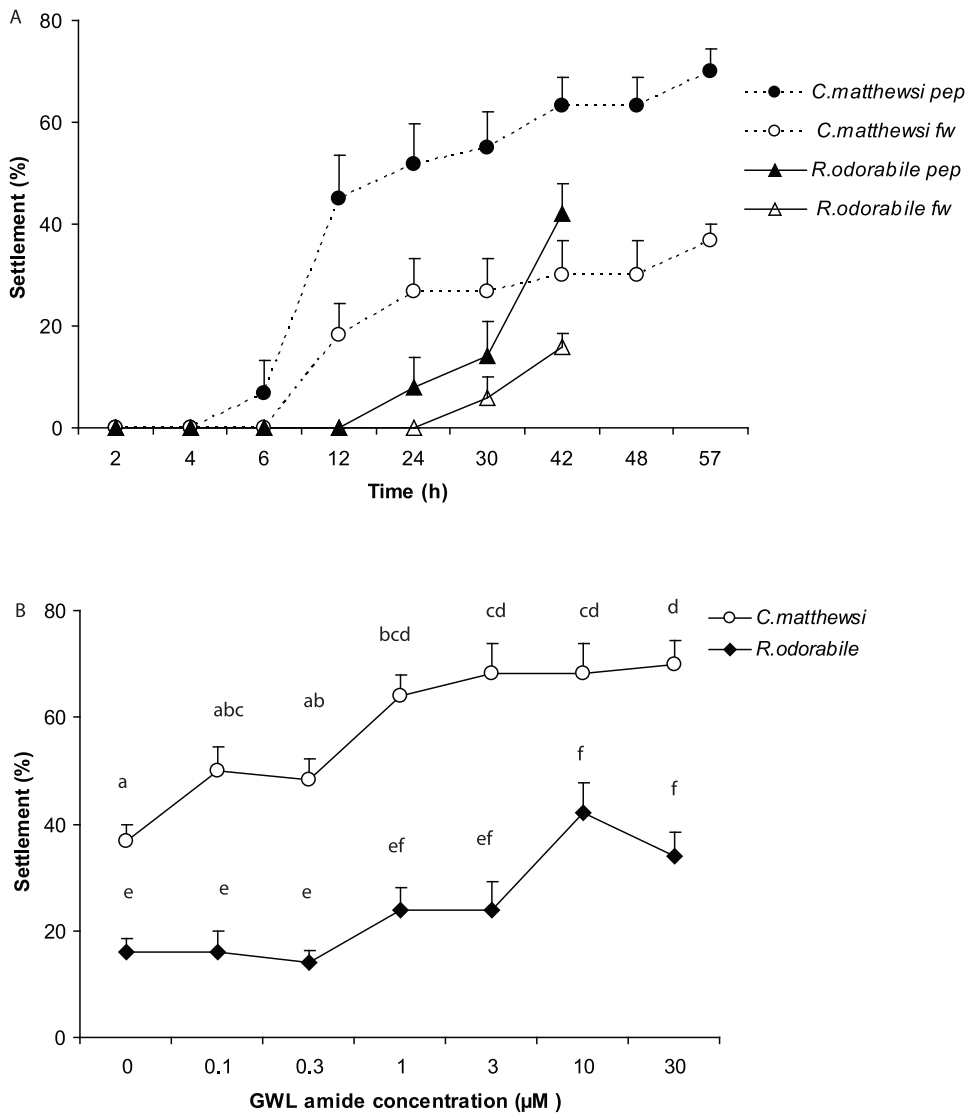 A
80
60
40
20
0
Settlement (%)
2 4 6 12 24 30 42 48 57
Time (h)
C.matthewsi pep
C.matthewsi fw
R.odorabile pep
R.odorabile fw
B
80
60
40
20
0
Settlement (%)
a abc ab bcd cd cd d
e e e ef ef f f
0 0.1 0.3 1 3 10 30
GWL amide concentration (µM )
C.matthewsi
R.odorabile